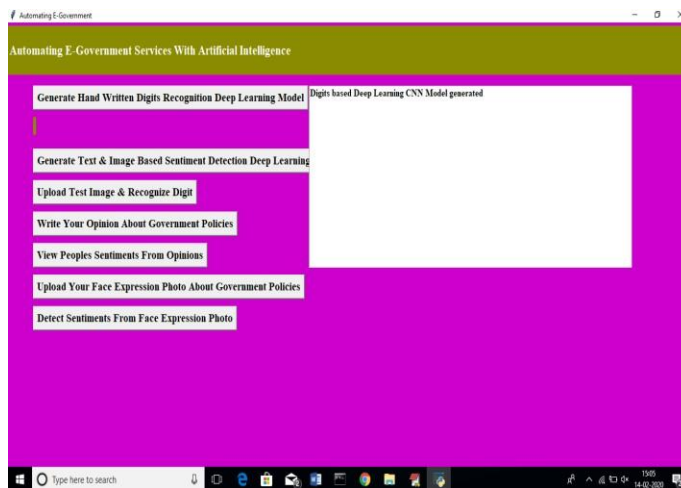 Automating E-Government
Automating E-Government Services With Artificial Intelligence
Generate Hand Written Digits Recognition Deep Learning Model
Digits based Deep Learning CNN Model generated
Generate Text & Image Based Sentiment Detection Deep Learning
Upload Test Image & Recognize Digit
Write Your Opinion About Government Policies
View Peoples Sentiments From Opinions
Upload Your Face Expression Photo About Government Policies
Detect Sentiments From Face Expression Photo
Type here to search
15:05
14-02-2020